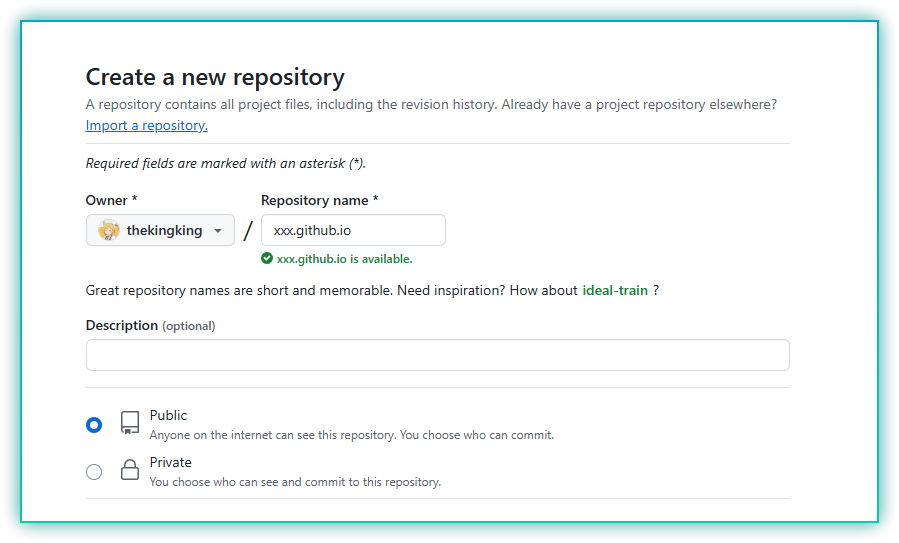 Create a new repository
A repository contains all project files, including the revision history. Already have a project repository elsewhere?
Import a repository.
Required fields are marked with an asterisk (*).
Owner *
Repository name *
thekingking
/
xxx.github.io
xxx.github.io is available.
Great repository names are short and memorable. Need inspiration? How about ideal-train ?
Description (optional)
Public
Anyone on the internet can see this repository. You choose who can commit.
Private
You choose who can see and commit to this repository.